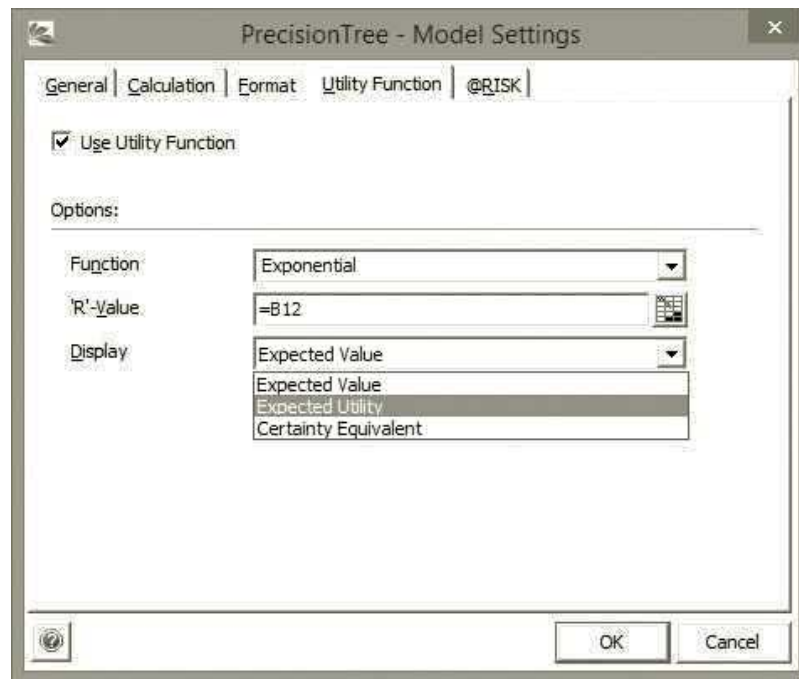 PrecisionTree - Model Settings
×
General Calculation Format Utility Function @RISK
Use Utility Function
Options:
Function Exponential
'R'-Value =B12
Display Expected Value
Expected Value
Expected Utility
Certainty Equivalent
OK Cancel